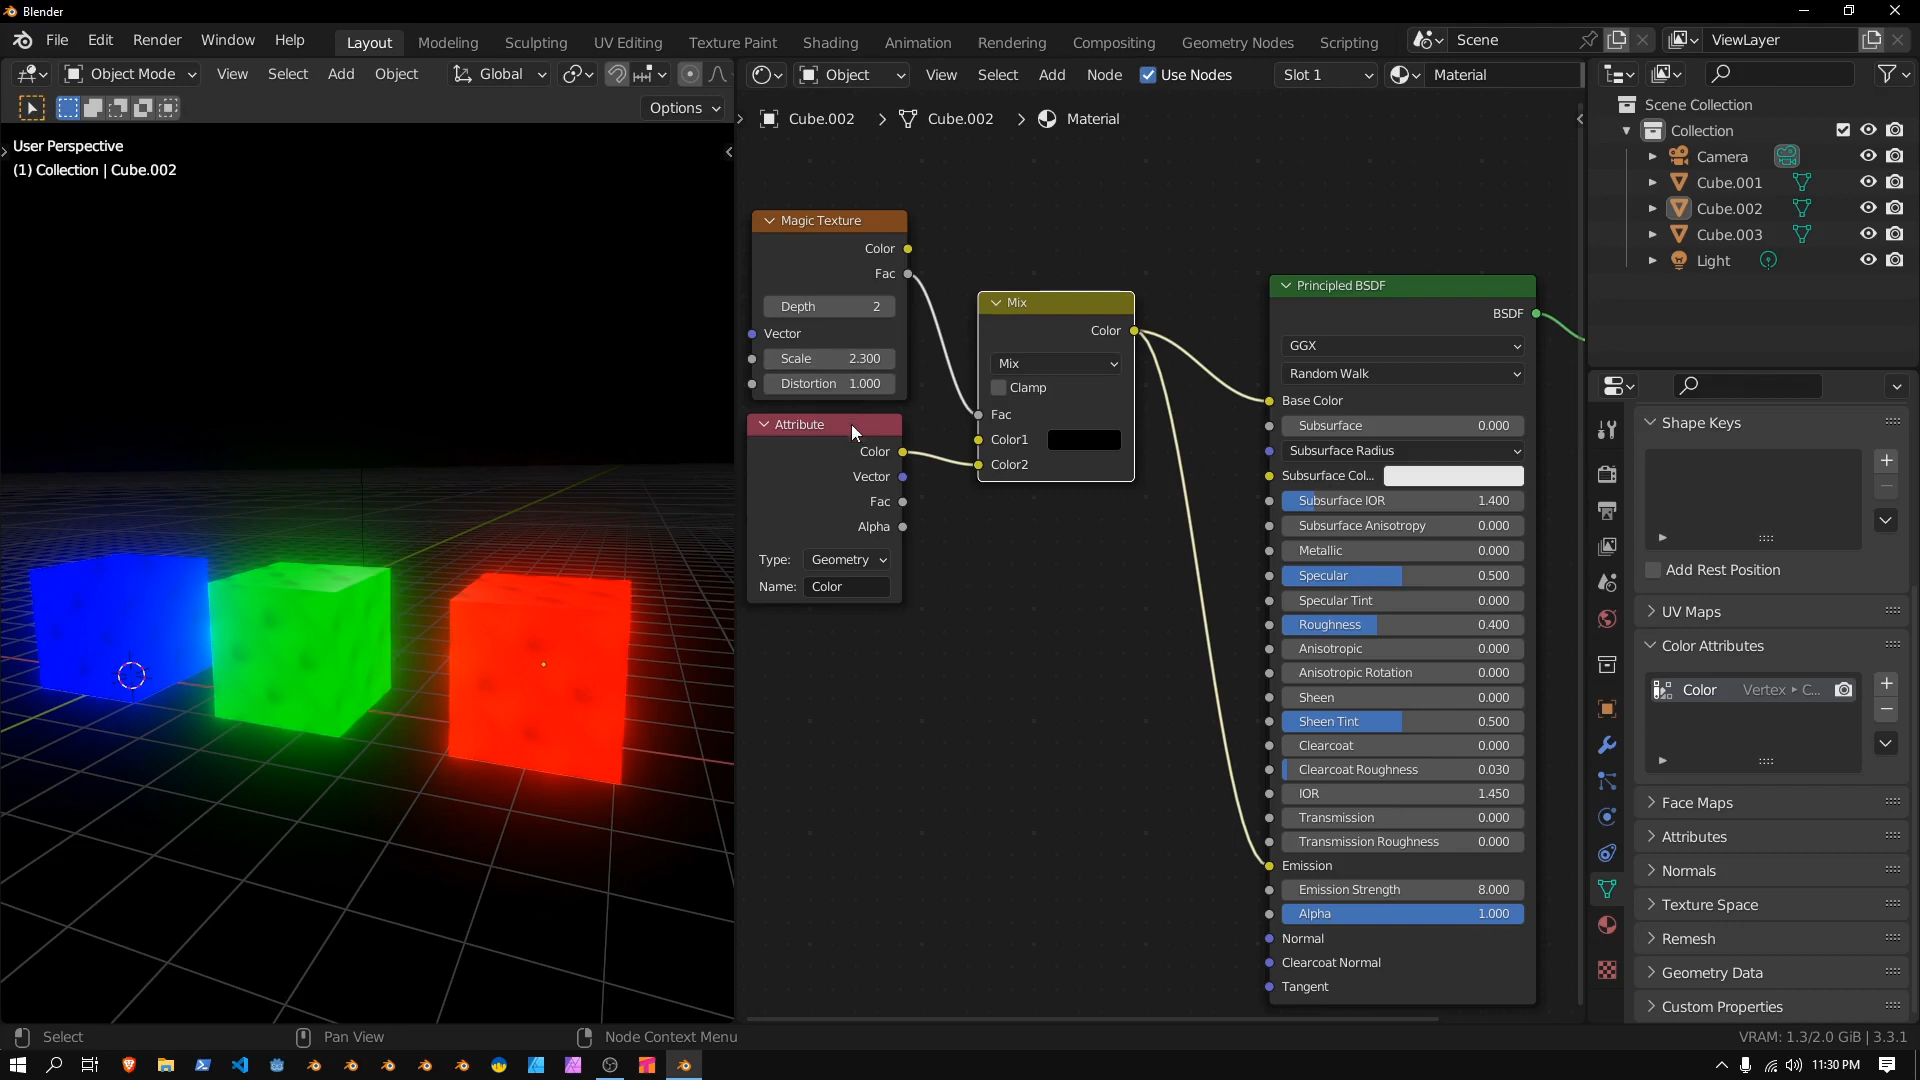 Blender
File Edit Render Window Help
Layout Modeling Sculpting UV Editing Texture Paint Shading Animation Rendering Compositing Geometry Nodes Scripting
Scene
ViewLayer
Object Mode View Select Add Object Global
Object View Select Add Node Use Nodes Slot 1 Material
Options
User Perspective
(1) Collection | Cube.002
Cube.002 > Cube.002 > Material
Magic Texture
Color
Fac
Depth 2
Vector
Scale 2.300
Distortion 1.000
Attribute
Color
Vector
Fac
Alpha
Type: Geometry
Name: Color
Mix
Color
Mix
Clamp
Fac
Color1
Color2
Principled BSDF
BSDF
GGX
Random Walk
Base Color
Subsurface 0.000
Subsurface Radius
Subsurface Col...
Subsurface IOR 1.400
Subsurface Anisotropy 0.000
Metallic 0.000
Specular 0.500
Specular Tint 0.000
Roughness 0.400
Anisotropic 0.000
Anisotropic Rotation 0.000
Sheen 0.000
Sheen Tint 0.500
Clearcoat 0.000
Clearcoat Roughness 0.030
IOR 1.450
Transmission 0.000
Transmission Roughness 0.000
Emission
Emission Strength 8.000
Alpha 1.000
Normal
Clearcoat Normal
Tangent
Scene Collection
Collection
Camera
Cube.001
Cube.002
Cube.003
Light
Shape Keys
Add Rest Position
UV Maps
Color Attributes
Color Vertex ▸ C...
Face Maps
Attributes
Normals
Texture Space
Remesh
Geometry Data
Custom Properties
Select Pan View Node Context Menu
VRAM: 1.3/2.0 GiB | 3.3.1
11:30 PM